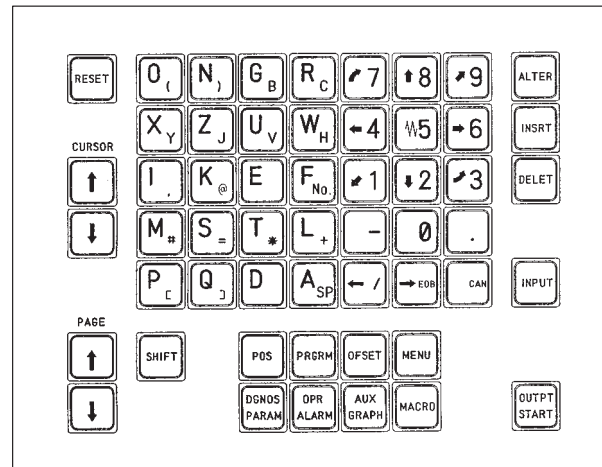 RESET O ( N ) G B R C 7 8 9 ALTER
X Y Z J U V W H 4 5 6 INSRT
CURSOR
I , K @ E F No. 1 2 3 DELET
M # S = T * L + - 0 .
P [ Q ] D A SP ← / → EOB CAN INPUT
PAGE
SHIFT POS PRGRM OFSET MENU
DGNOS PARAM OPR ALARM AUX GRAPH MACRO OUTPT START